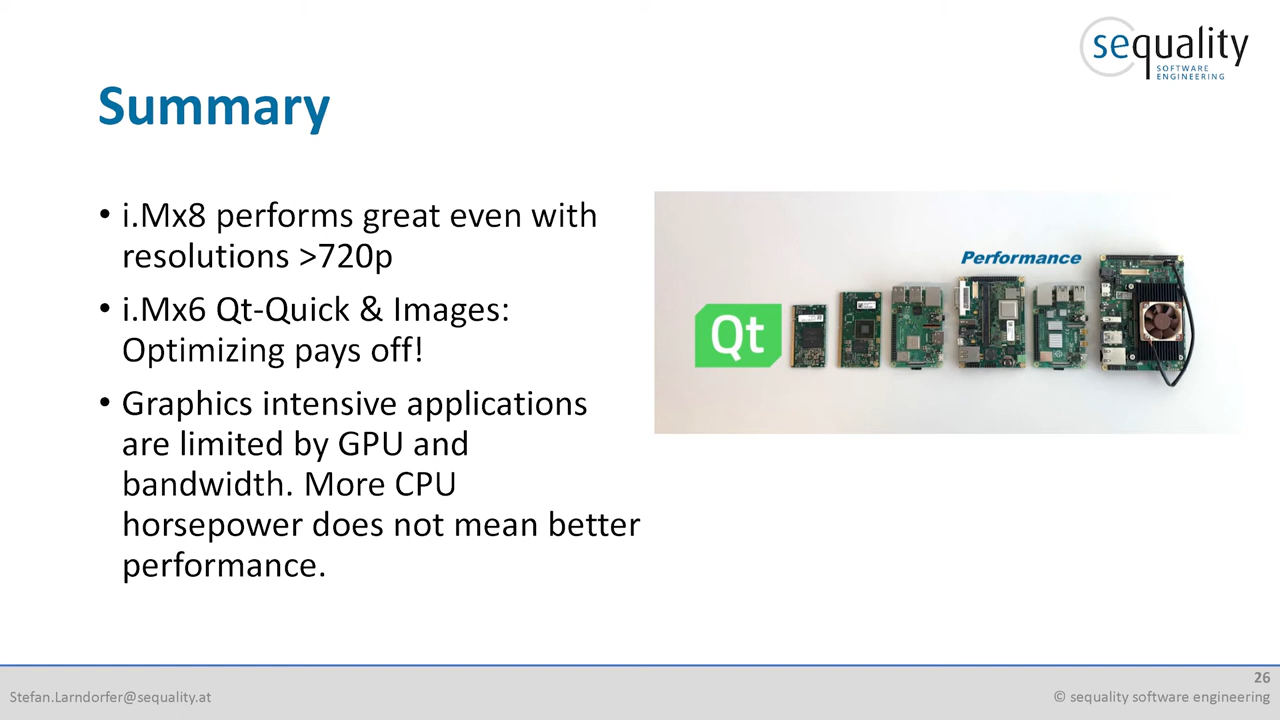 sequality
SOFTWARE
ENGINEERING
Summary
• i.Mx8 performs great even with
resolutions >720p
• i.Mx6 Qt-Quick & Images:
Optimizing pays off!
• Graphics intensive applications
are limited by GPU and
bandwidth. More CPU
horsepower does not mean better
performance.
Performance
Qt
26
Stefan.Larndorfer@sequality.at
© sequality software engineering